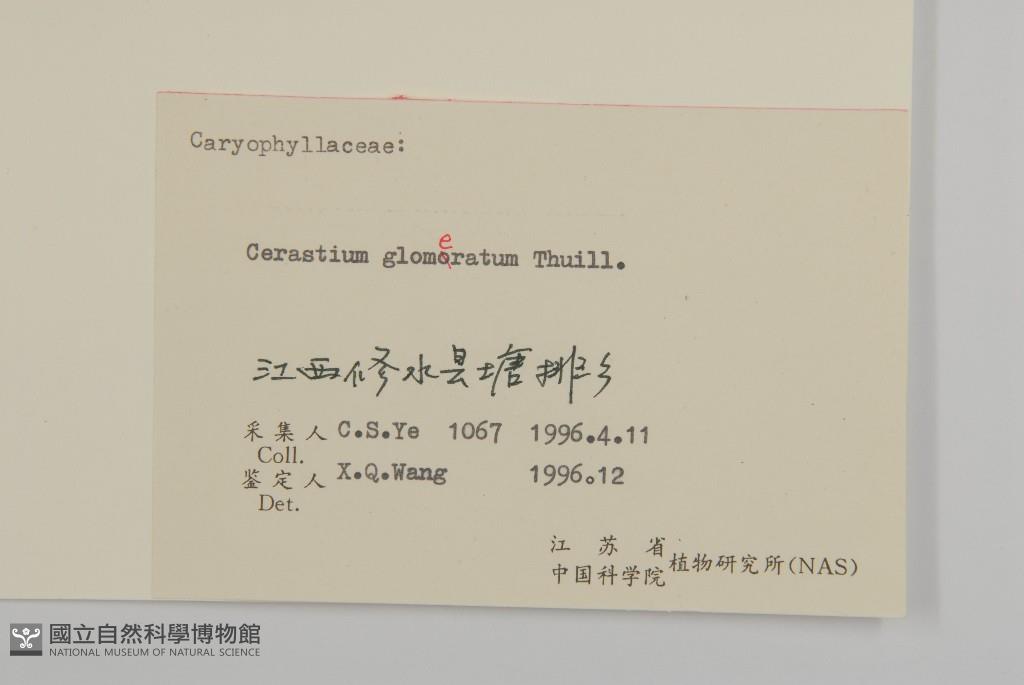 Caryophyllaceae:
e
Cerastium glomoratum Thuill.
江西修水县塘排乡
采集人 C.S.Ye 1067 1996.4.11
Coll.
鉴定人 X.Q.Wang 1996.12
Det.
江苏省
中国科学院 植物研究所(NAS)
國立自然科學博物館
NATIONAL MUSEUM OF NATURAL SCIENCE